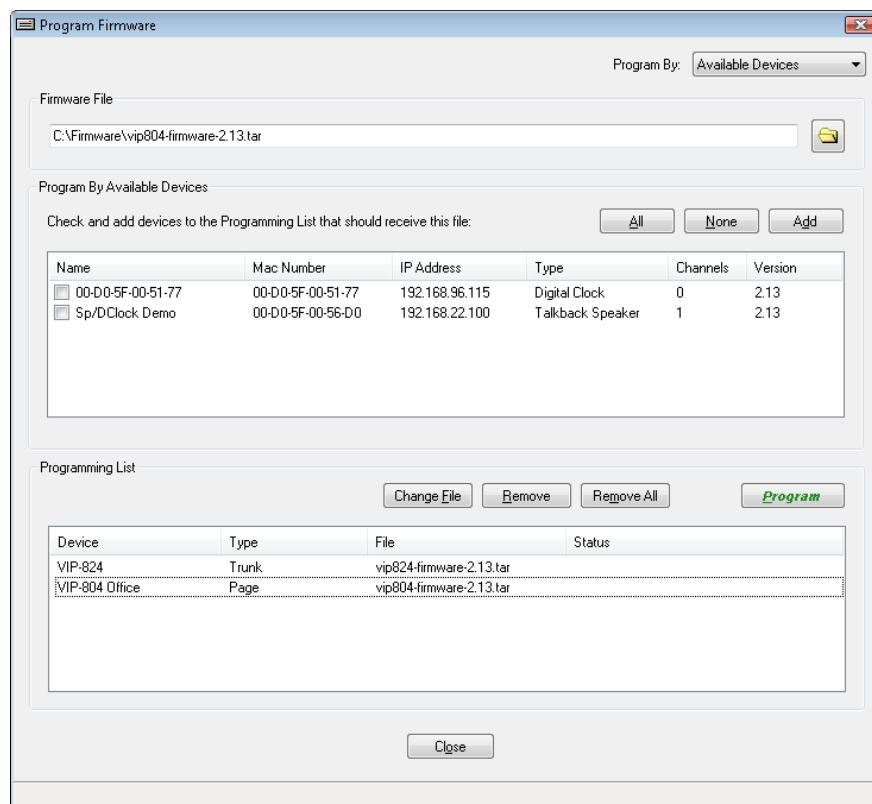 Program Firmware
Program By: Available Devices
Firmware File
C:\Firmware\vip804-firmware-2.13.tar
Program By Available Devices
Check and add devices to the Programming List that should receive this file: All None Add
Name Mac Number IP Address Type Channels Version
00-D0-5F-00-51-77 00-D0-5F-00-51-77 192.168.96.115 Digital Clock 0 2.13
Sp/DClock Demo 00-D0-5F-00-56-D0 192.168.22.100 Talkback Speaker 1 2.13
Programming List
Change File Remove Remove All Program
Device Type File Status
VIP-824 Trunk vip824-firmware-2.13.tar
VIP-804 Office Page vip804-firmware-2.13.tar
Close